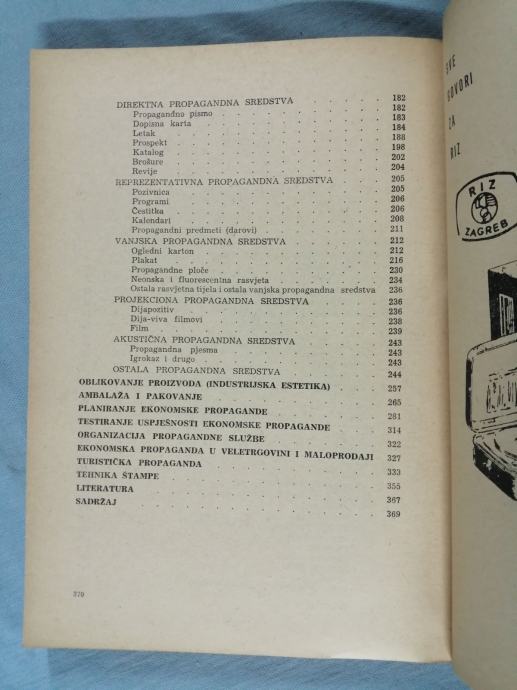 DIREKTNA PROPAGANDNA SREDSTVA . . . . . . 182
Propagandno pismo . . . . . . 182
Dopisna karta . . . . . . 183
Letak . . . . . . 184
Prospekt . . . . . . 188
Katalog . . . . . . 198
Brošure . . . . . . 202
Revije . . . . . . 204
REPREZENTATIVNA PROPAGANDNA SREDSTVA . . . . 205
Pozivnica . . . . . . 205
Programi . . . . . . 206
Čestitka . . . . . . 206
Kalendari . . . . . . 208
Propagandni predmeti (darovi) . . . . . 211
VANJSKA PROPAGANDNA SREDSTVA . . . . . 212
Ogledni karton . . . . . . 212
Plakat . . . . . . 216
Propagandne ploče . . . . . . 230
Neonska i fluorescentna rasvjeta . . . . . 234
Ostala rasvjetna tijela i ostala vanjska propagandna sredstva 236
PROJEKCIONA PROPAGANDNA SREDSTVA . . . . 236
Dijapozitiv . . . . . . 236
Dija-viva filmovi . . . . . . 238
Film . . . . . . 239
AKUSTIČNA PROPAGANDNA SREDSTVA . . . . . 243
Propagandna pjesma . . . . . . 243
Igrokaz i drugo . . . . . . 243
OSTALA PROPAGANDNA SREDSTVA . . . . . 244
OBLIKOVANJE PROIZVODA (INDUSTRIJSKA ESTETIKA) . . . 257
AMBALAŽA I PAKOVANJE . . . . . . 265
PLANIRANJE EKONOMSKE PROPAGANDE . . . . . 281
TESTIRANJE USPJEŠNOSTI EKONOMSKE PROPAGANDE . . 314
ORGANIZACIJA PROPAGANDNE SLUŽBE . . . . . 322
EKONOMSKA PROPAGANDA U VELETRGOVINI I MALOPRODAJI 327
TURISTIČKA PROPAGANDA . . . . . . 333
TEHNIKA ŠTAMPE . . . . . . 355
LITERATURA . . . . . . 367
SADRŽAJ . . . . . . 369
370
SVE
GOVORI
ZA
RIZ
RIZ
ZAGREB